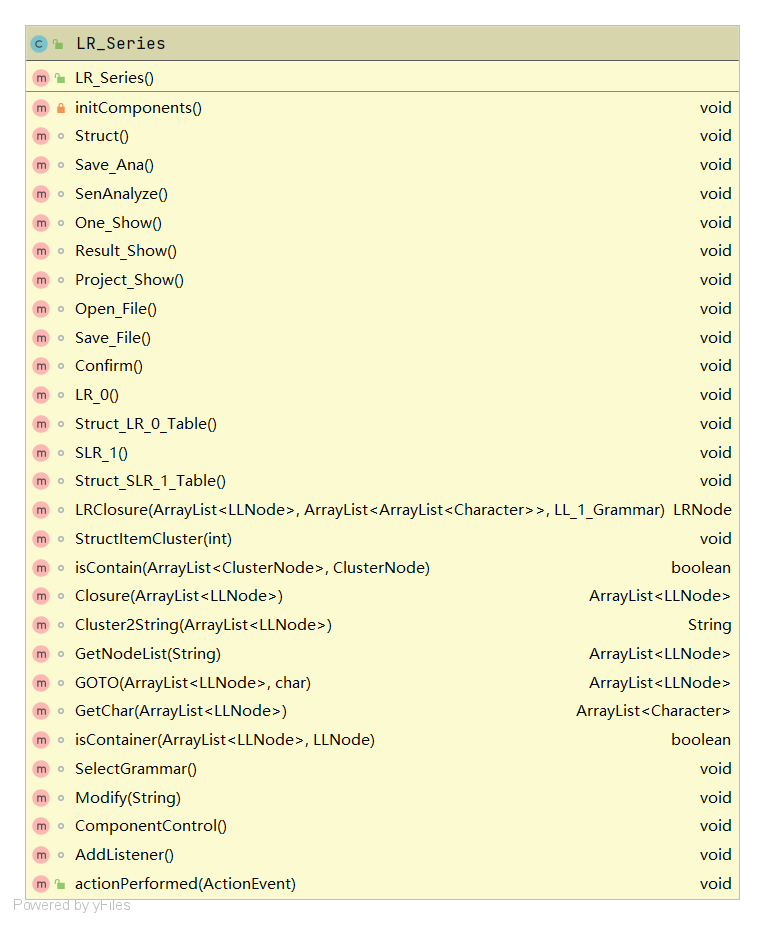 C LR_Series
m LR_Series()
m initComponents() void
m Struct() void
m Save_Ana() void
m SenAnalyze() void
m One_Show() void
m Result_Show() void
m Project_Show() void
m Open_File() void
m Save_File() void
m Confirm() void
m LR_0() void
m Struct_LR_0_Table() void
m SLR_1() void
m Struct_SLR_1_Table() void
m LRClosure(ArrayList<LLNode>, ArrayList<ArrayList<Character>>, LL_1_Grammar) LRNode
m StructItemCluster(int) void
m isContain(ArrayList<ClusterNode>, ClusterNode) boolean
m Closure(ArrayList<LLNode>) ArrayList<LLNode>
m Cluster2String(ArrayList<LLNode>) String
m GetNodeList(String) ArrayList<LLNode>
m GOTO(ArrayList<LLNode>, char) ArrayList<LLNode>
m GetChar(ArrayList<LLNode>) ArrayList<Character>
m isContainer(ArrayList<LLNode>, LLNode) boolean
m SelectGrammar() void
m Modify(String) void
m ComponentControl() void
m AddListener() void
m actionPerformed(ActionEvent) void
Powered by yFiles